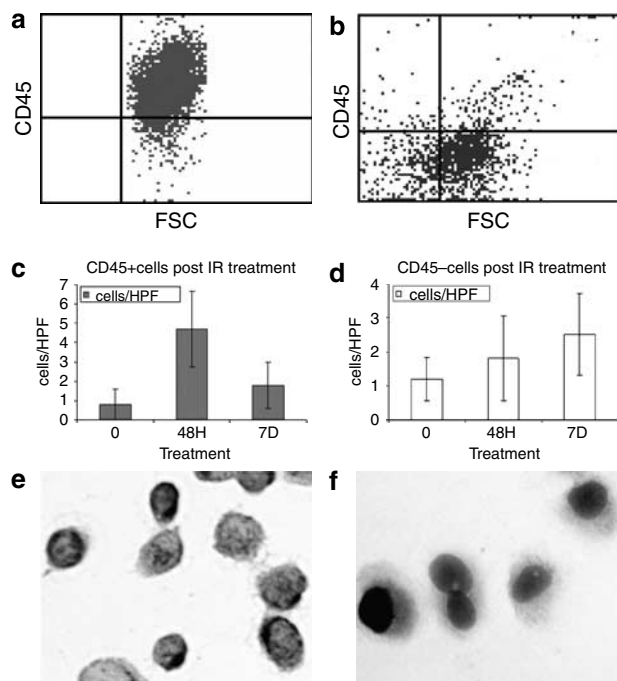 a
CD45
FSC
b
CD45
FSC
c
CD45+cells post IR treatment
7
6
5
4
3
2
1
0
cells/HPF
cells/HPF
0 48H 7D
Treatment
d
CD45–cells post IR treatment
4
3
2
1
0
cells/HPF
cells/HPF
0 48H 7D
Treatment
e
f